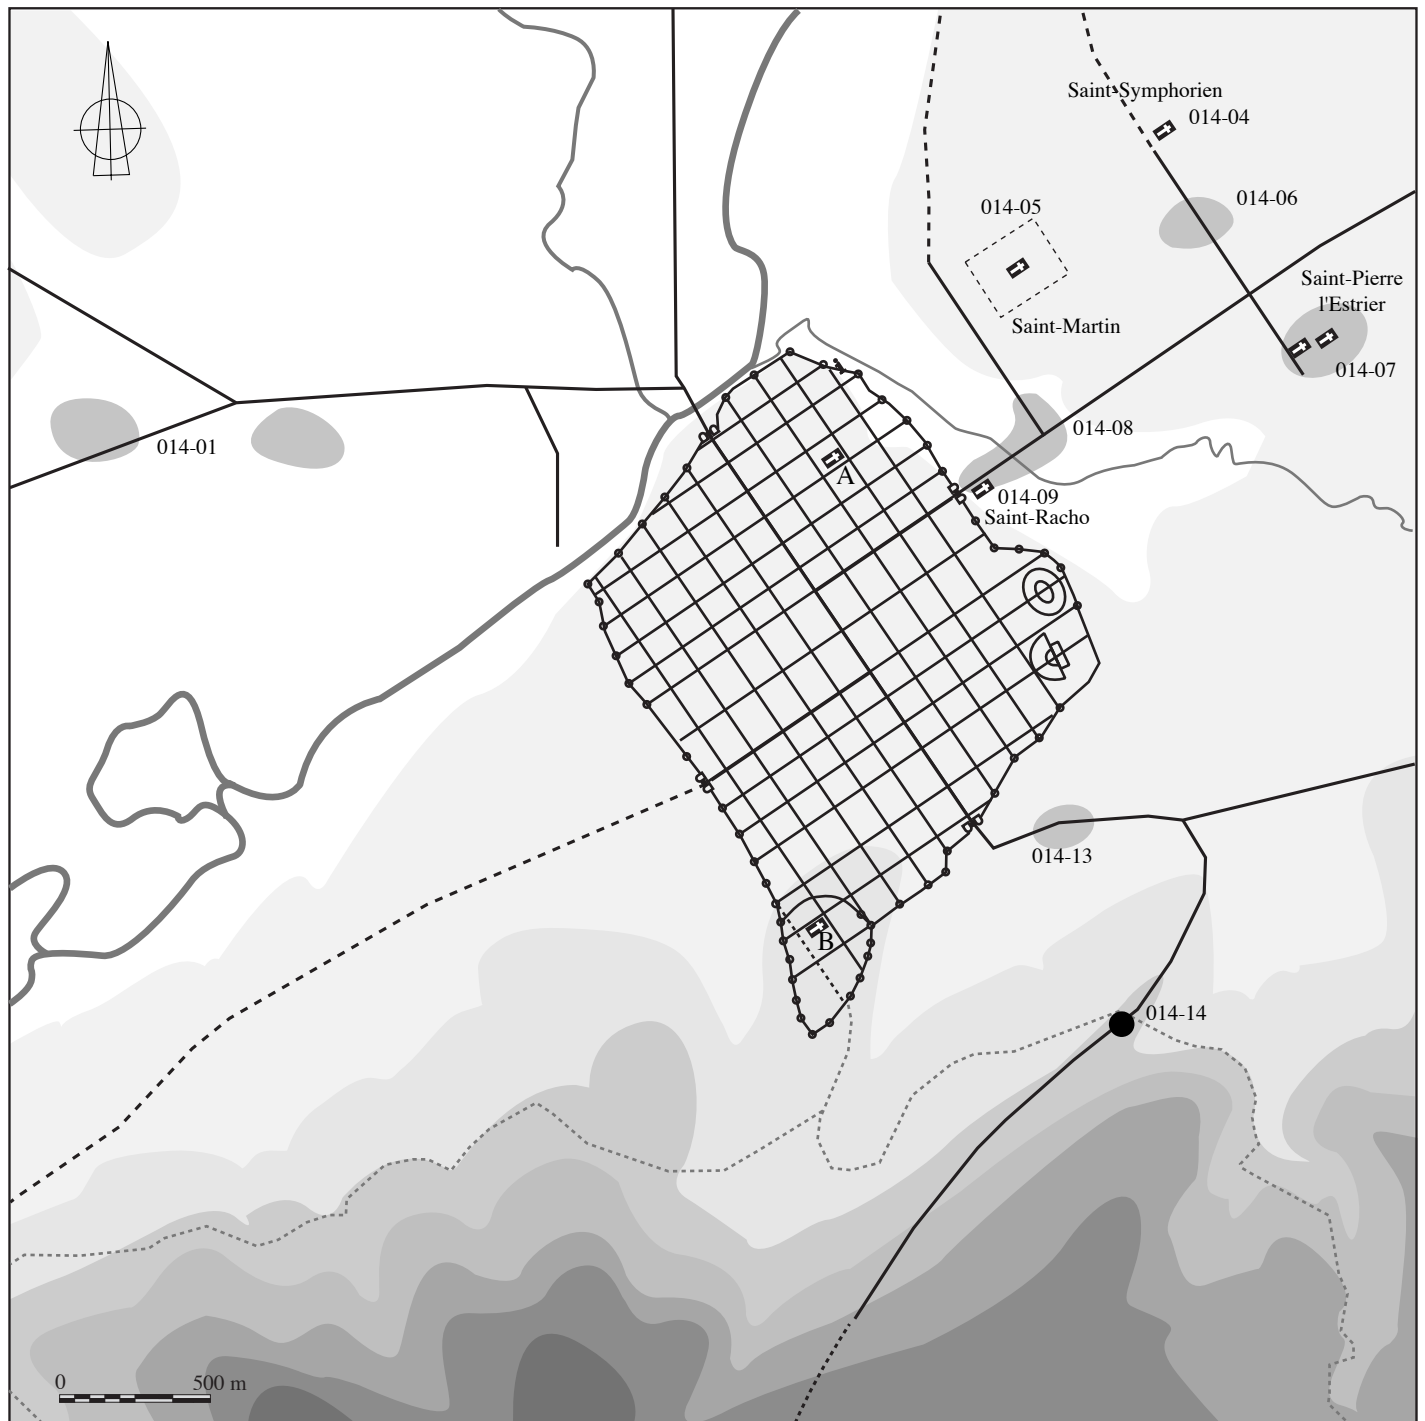 Saint-Symphorien
014-04
014-06
014-05
Saint-Pierre
l'Estrier
Saint-Martin
014-07
014-08
014-01
A
014-09
Saint-Racho
014-13
B
014-14
0 500 m